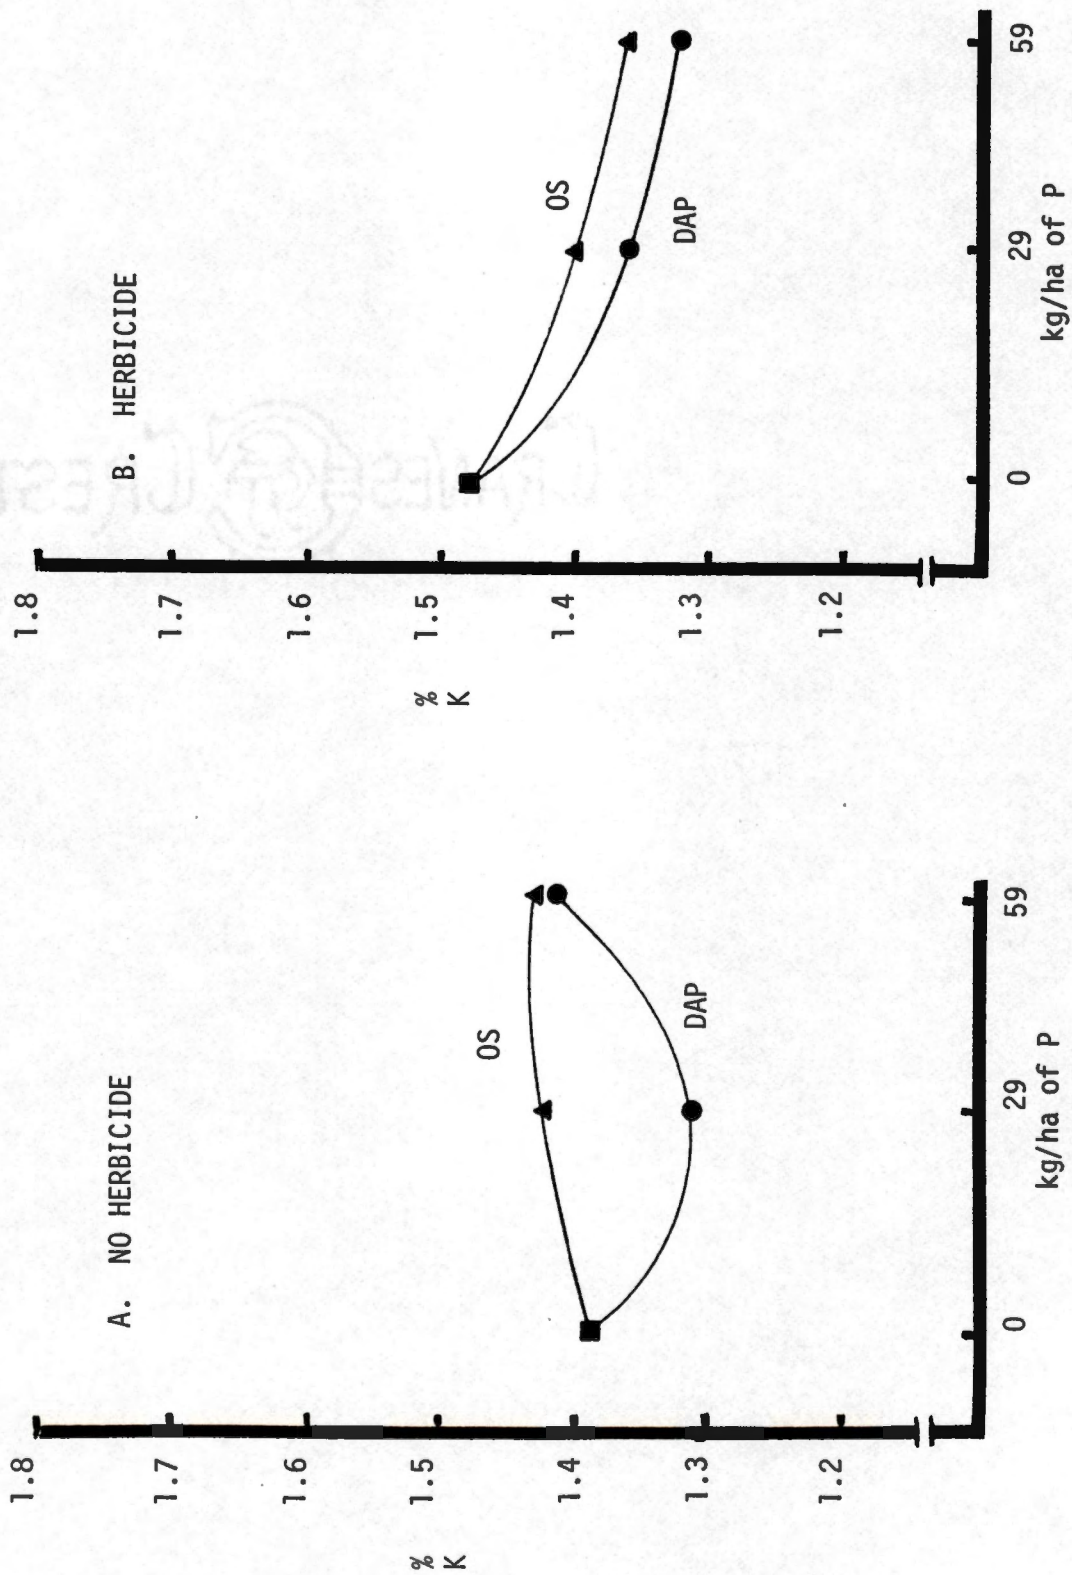 A. NO HERBICIDE
1.8
1.7
1.6
1.5
1.4
1.3
1.2
%
K
OS
DAP
0
29
59
kg/ha of P
B. HERBICIDE
1.8
1.7
1.6
1.5
1.4
1.3
1.2
%
K
OS
DAP
0
29
59
kg/ha of P